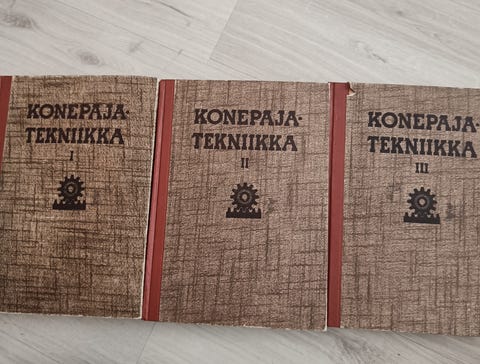 KONEPAJA-
TEKNIIKKA
I
KONEPAJA-
TEKNIIKKA
II
KONEPAJA-
TEKNIIKKA
III